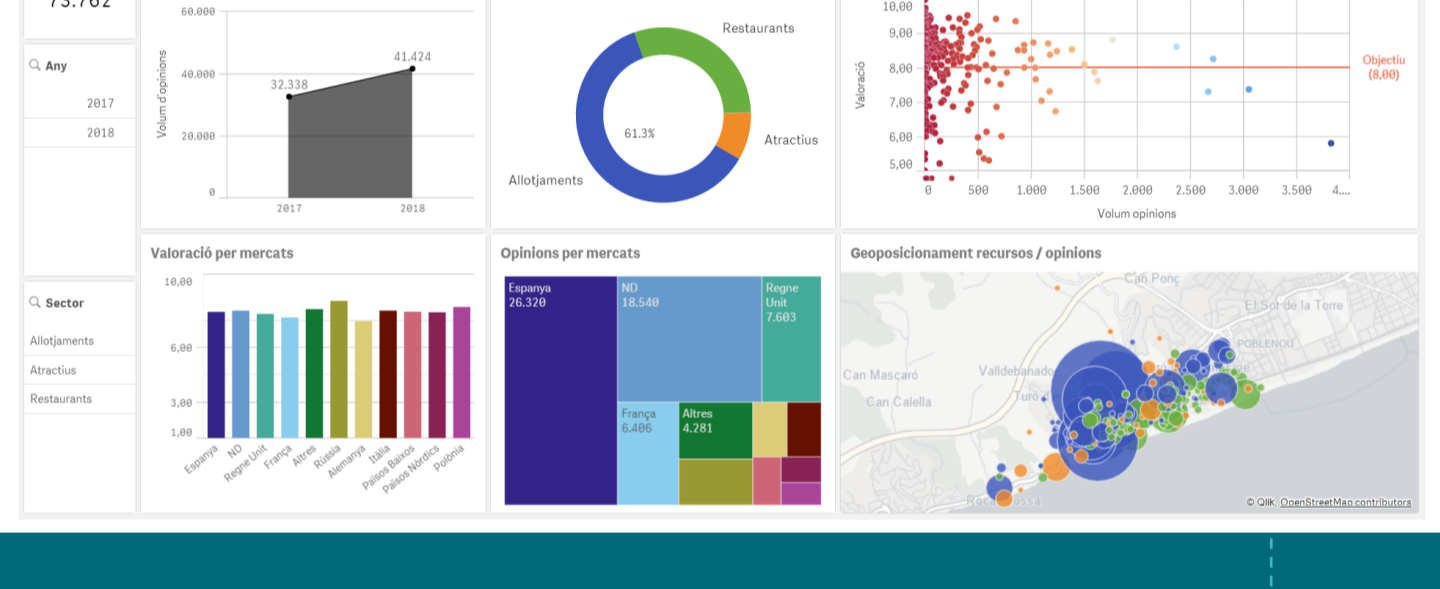 73.762
Any
2017
2018
Sector
Allotjaments
Atractius
Restaurants
Volum d'opinions
60.000
40.000
20.000
0
32.338
41.424
2017
2018
Restaurants
Atractius
Allotjaments
61.3%
Valoració
10,00
9,00
8,00
7,00
6,00
5,00
0
500
1.000
1.500
2.000
2.500
3.000
3.500
4....
Volum opinions
Objectiu
(8,00)
Valoració per mercats
10,00
6,00
3,00
1,00
Espanya
ND
Regne Unit
França
Altres
Rússia
Alemanya
Itàlia
Països Baixos
Països Nòrdics
Polònia
Opinions per mercats
Espanya
26.320
ND
18.540
Regne
Unit
7.603
França
6.406
Altres
4.281
Geoposicionament recursos / opinions
Can Ponç
El Sot de la Torre
POBLENOU
Valldebanado
Can Mascaró
Can Calella
Turó d
© Qlik, OpenStreetMap contributors